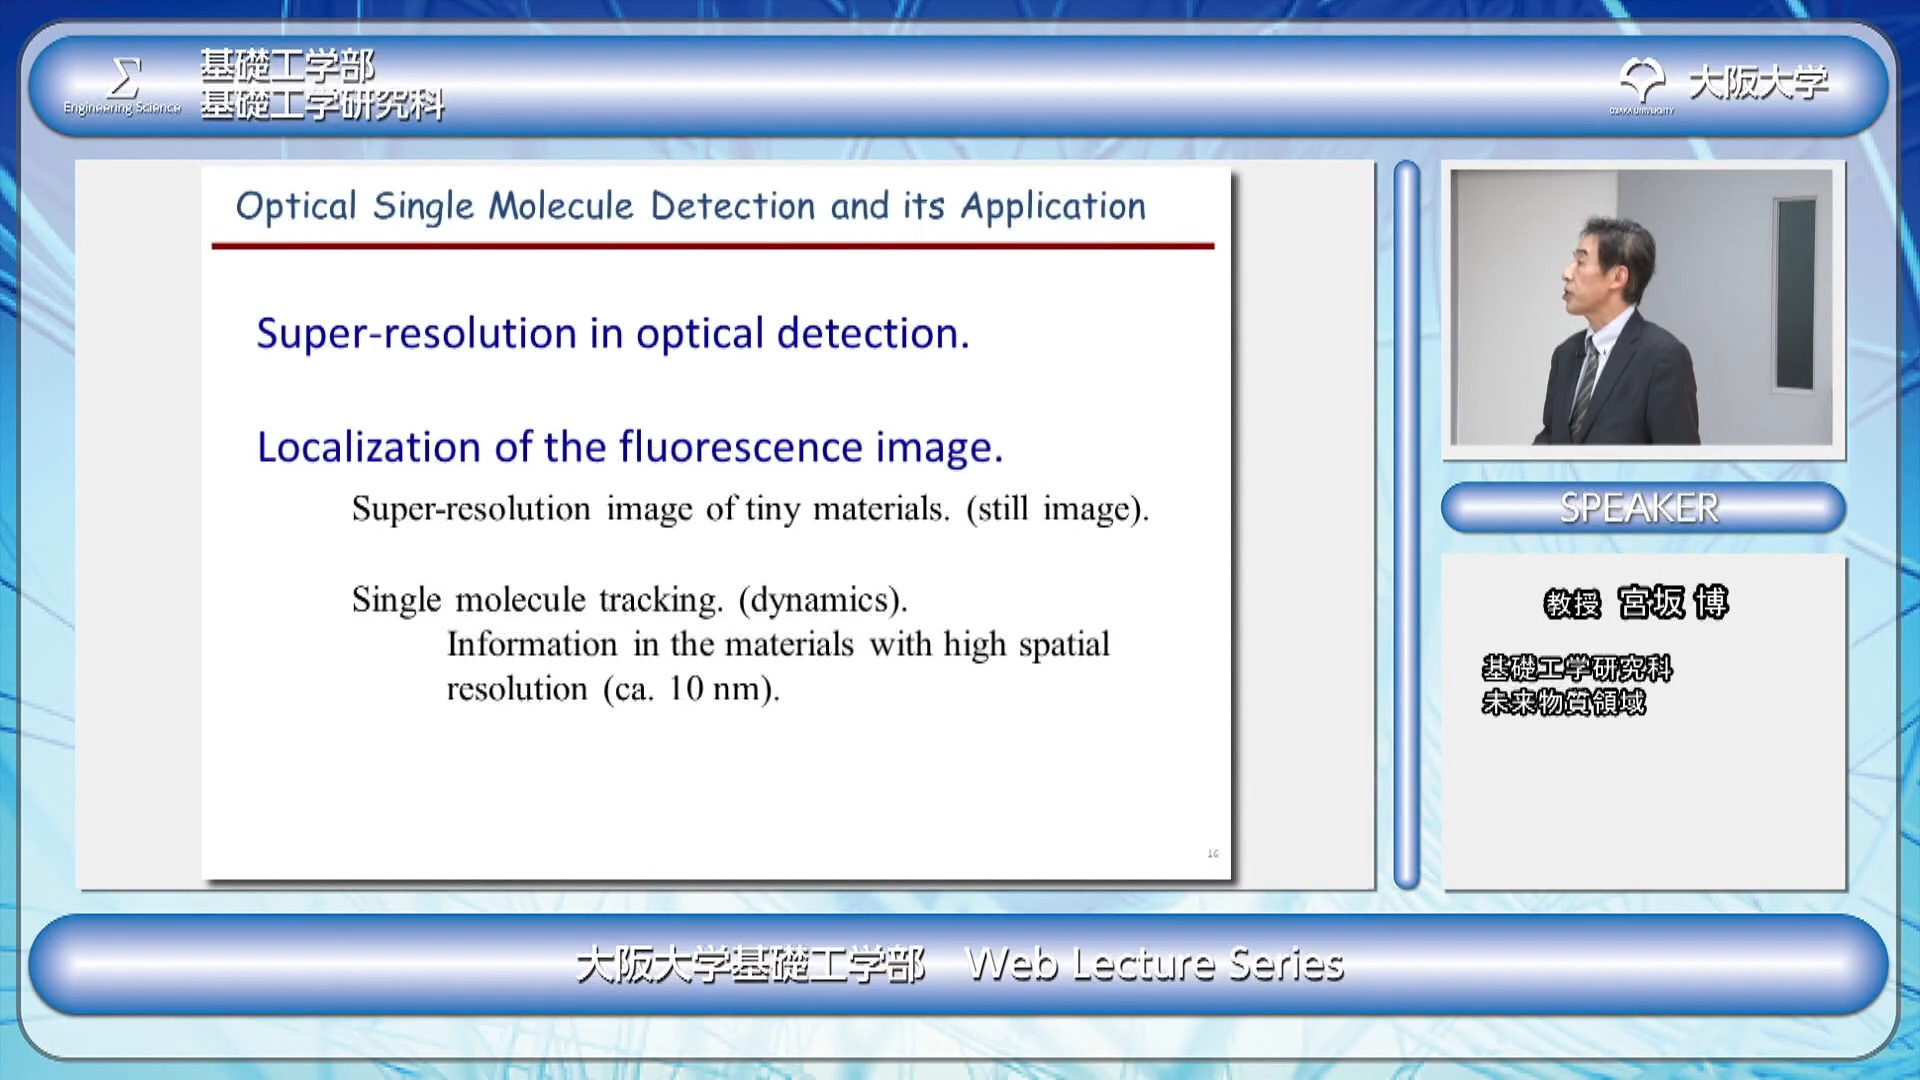 Engineering Science
基礎工学部
基礎工学研究科
OSAKA UNIVERSITY
大阪大学
Optical Single Molecule Detection and its Application
Super-resolution in optical detection.
Localization of the fluorescence image.
Super-resolution image of tiny materials. (still image).
Single molecule tracking. (dynamics).
Information in the materials with high spatial
resolution (ca. 10 nm).
16
SPEAKER
教授 宮坂 博
基礎工学研究科
未来物質領域
大阪大学基礎工学部 Web Lecture Series